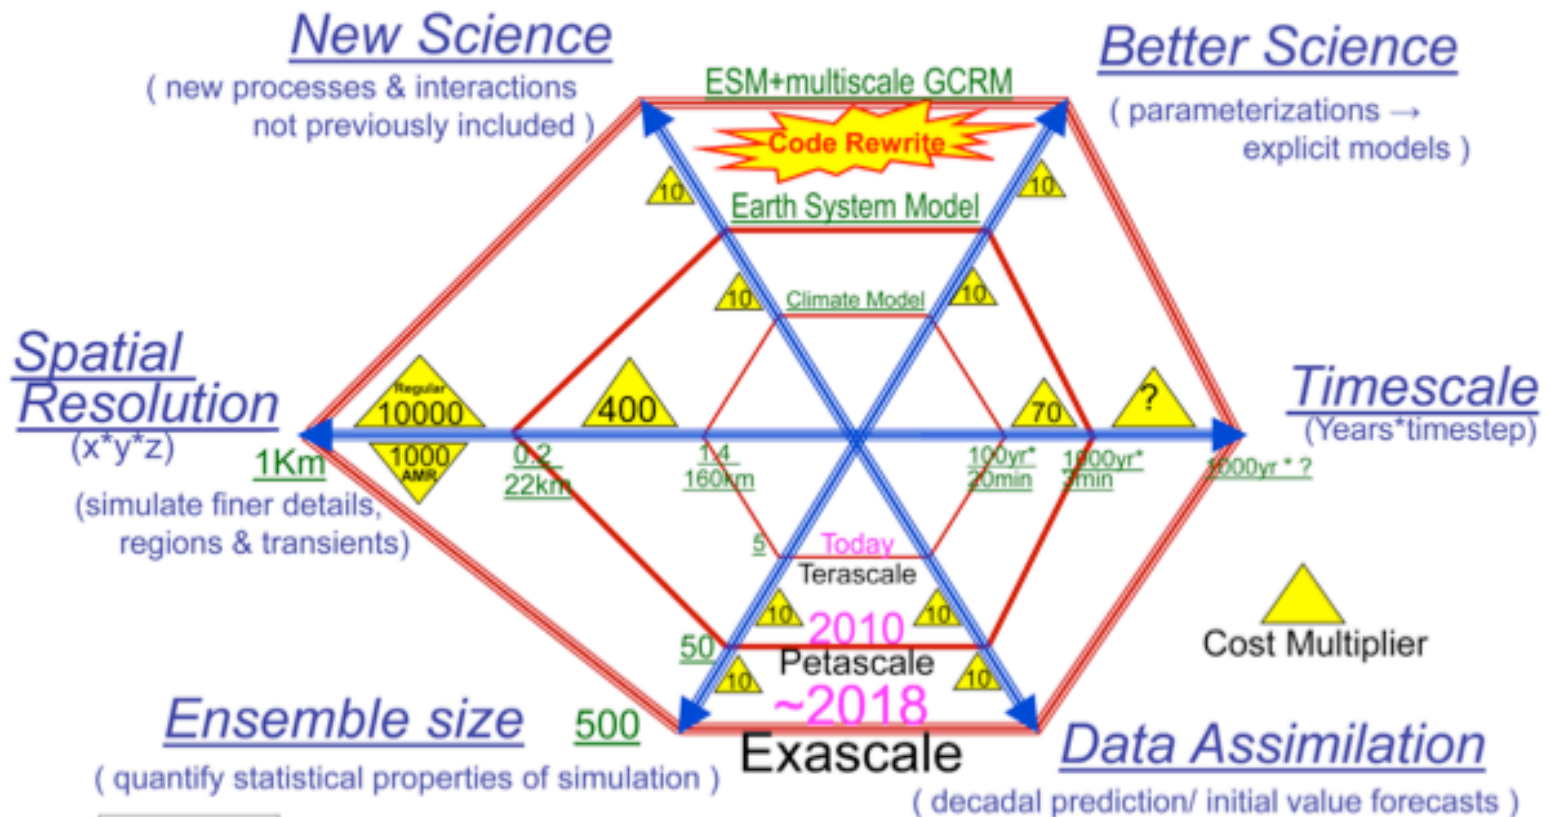 New Science
( new processes & interactions
not previously included )
Better Science
( parameterizations →
explicit models )
ESM+multiscale GCRM
Code Rewrite
10
10
Earth System Model
10
10
Climate Model
Spatial
Resolution
(x*y*z)
Regular
10000
400
70
?
Timescale
(Years*timestep)
1Km
1000
AMR
0.2
22km
1.4
160km
100yr*
20min
1000yr*
3min
1000yr * ?
(simulate finer details,
regions & transients)
5
Today
Terascale
10
10
2010
50
Petascale
10
10
~2018
Cost Multiplier
Ensemble size
500
Exascale
Data Assimilation
( quantify statistical properties of simulation )
( decadal prediction/ initial value forecasts )